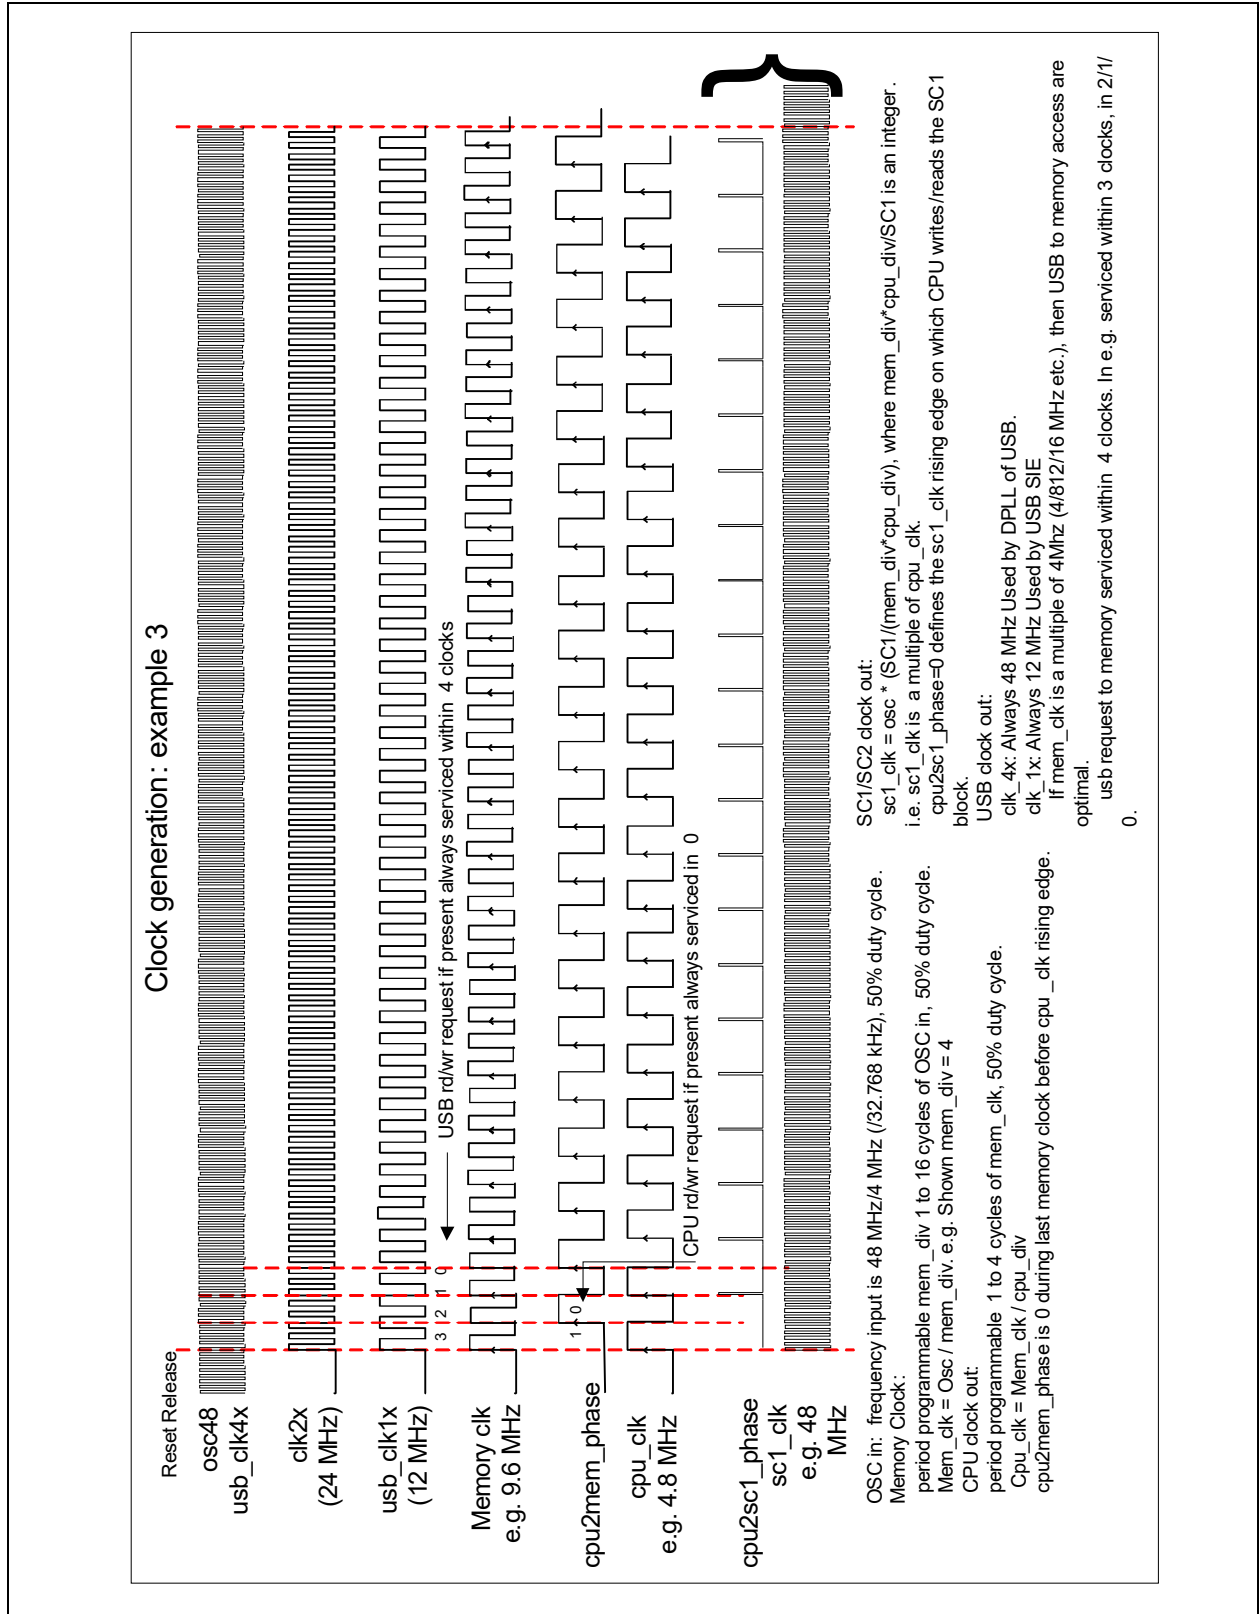 Clock generation : example 3
Reset Release
osc48
usb_clk4x
clk2x
(24 MHz)
usb_clk1x
(12 MHz)
USB rd/wr request if present always serviced within 4 clocks
3 2 1 0
Memory clk
e.g. 9.6 MHz
1 0
cpu2mem_phase
cpu_clk
e.g. 4.8 MHz
CPU rd/wr request if present always serviced in 0
cpu2sc1_phase
sc1_clk
e.g. 48
MHz
OSC in: frequency input is 48 MHz/4 MHz (/32.768 kHz), 50% duty cycle.
Memory Clock:
period programmable mem_div 1 to 16 cycles of OSC in, 50% duty cycle.
Mem_clk = Osc / mem_div. e.g. Shown mem_div = 4
CPU clock out:
period programmable 1 to 4 cycles of mem_clk, 50% duty cycle.
Cpu_clk = Mem_clk / cpu_div
cpu2mem_phase is 0 during last memory clock before cpu _clk rising edge.
SC1/SC2 clock out:
sc1_clk = osc * (SC1/(mem_div*cpu_div), where mem_div*cpu_div/SC1 is an integer.
i.e. sc1_clk is a multiple of cpu_clk.
cpu2sc1_phase=0 defines the sc1_clk rising edge on which CPU writes/reads the SC1
block.
USB clock out:
clk_4x: Always 48 MHz Used by DPLL of USB.
clk_1x: Always 12 MHz Used by USB SIE
If mem_clk is a multiple of 4Mhz (4/812/16 MHz etc.), then USB to memory access are
optimal.
usb request to memory serviced within 4 clocks. In e.g. serviced within 3 clocks, in 2/1/
0.